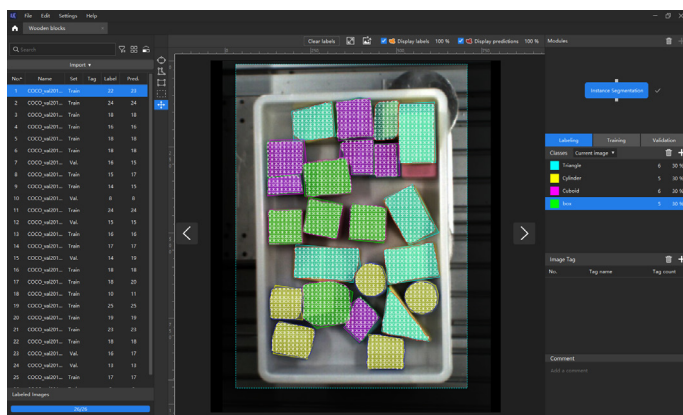 File Edit Settings Help
Wooden blocks
Clear labels
Display labels 100 %
Display predictions 100 %
Modules
Search
Import
No. Name Set Tag Label Pred.
1 COCO_val201... Train 22 23
2 COCO_val201... Train 24 24
3 COCO_val201... Train 18 18
4 COCO_val201... Train 16 16
5 COCO_val201... Train 18 18
6 COCO_val201... Train 18 18
7 COCO_val201... Val. 16 15
8 COCO_val201... Train 15 17
9 COCO_val201... Train 14 15
10 COCO_val201... Val. 8 8
11 COCO_val201... Train 24 24
12 COCO_val201... Val. 15 15
13 COCO_val201... Train 16 16
14 COCO_val201... Train 17 17
15 COCO_val201... Val. 14 19
16 COCO_val201... Train 18 18
17 COCO_val201... Train 18 20
18 COCO_val201... Train 10 11
19 COCO_val201... Train 25 25
20 COCO_val201... Train 19 19
21 COCO_val201... Train 23 23
22 COCO_val201... Train 18 18
23 COCO_val201... Val. 16 17
24 COCO_val201... Val. 13 13
25 COCO_val201... Train 17 17
Labeled Images
26/26
Instance Segmentation
Labeling Training Validation
Classes Current image
Triangle 6 30 %
Cylinder 5 30 %
Cuboid 6 30 %
box 5 30 %
Image Tag
No. Tag name Tag count
Comment
Add a comment